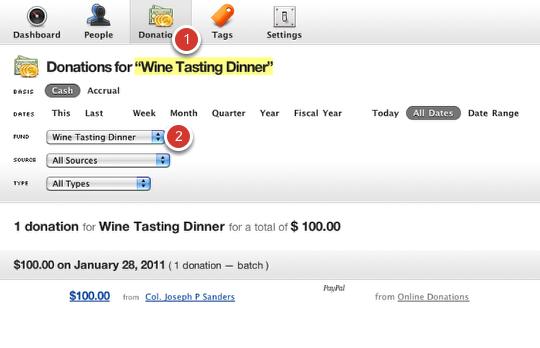 Dashboard People Donations Tags Settings
1
Donations for “Wine Tasting Dinner”
BASIS Cash Accrual
DATES This Last Week Month Quarter Year Fiscal Year Today All Dates Date Range
FUND Wine Tasting Dinner 2
SOURCE All Sources
TYPE All Types
1 donation for Wine Tasting Dinner for a total of $ 100.00
$100.00 on January 28, 2011 ( 1 donation — batch )
$100.00 from Col. Joseph P Sanders PayPal from Online Donations